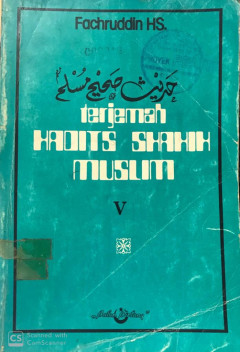 Fachruddin HS.
حديث صحيح مسلم
terjemah
HADITS SHAHIH
MUSLIM
V
CS
Scanned with
CamScanner